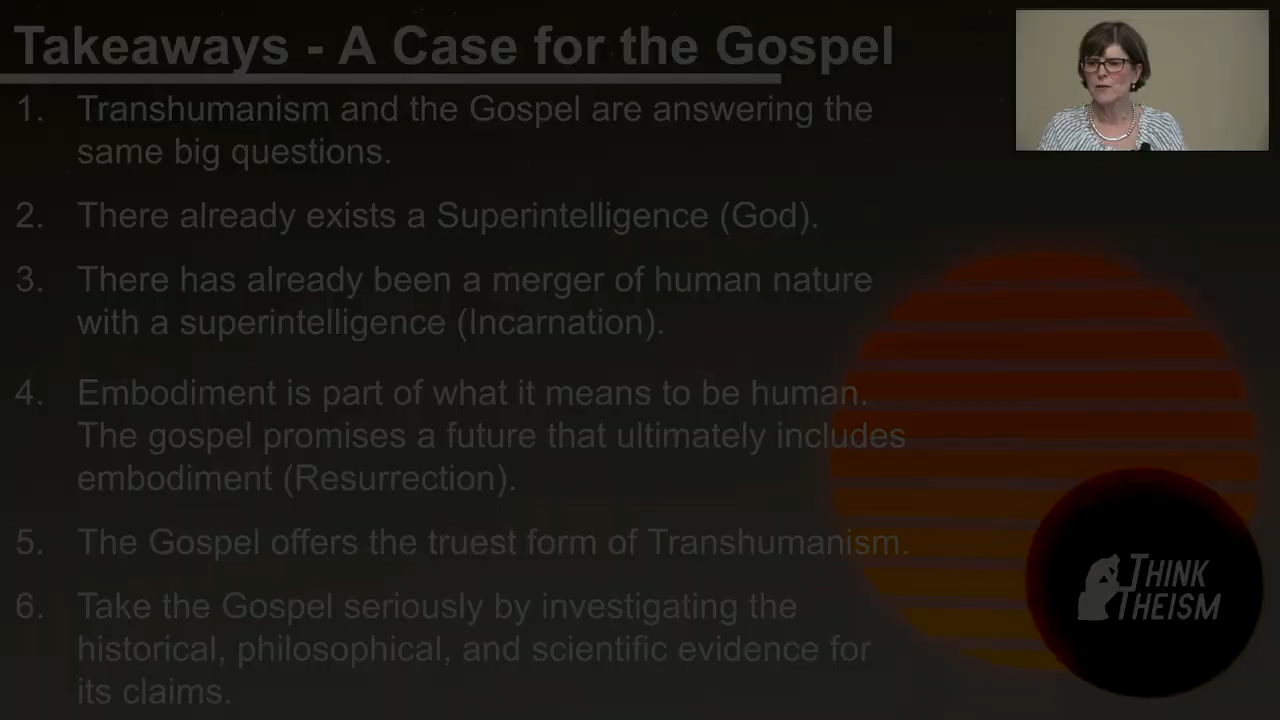 Takeaways - A Case for the Gospel
1. Transhumanism and the Gospel are answering the
same big questions.
2. There already exists a Superintelligence (God).
3. There has already been a merger of human nature
with a superintelligence (Incarnation).
4. Embodiment is part of what it means to be human.
The gospel promises a future that ultimately includes
embodiment (Resurrection).
5. The Gospel offers the truest form of Transhumanism.
6. Take the Gospel seriously by investigating the
historical, philosophical, and scientific evidence for
its claims.
THINK
THEISM